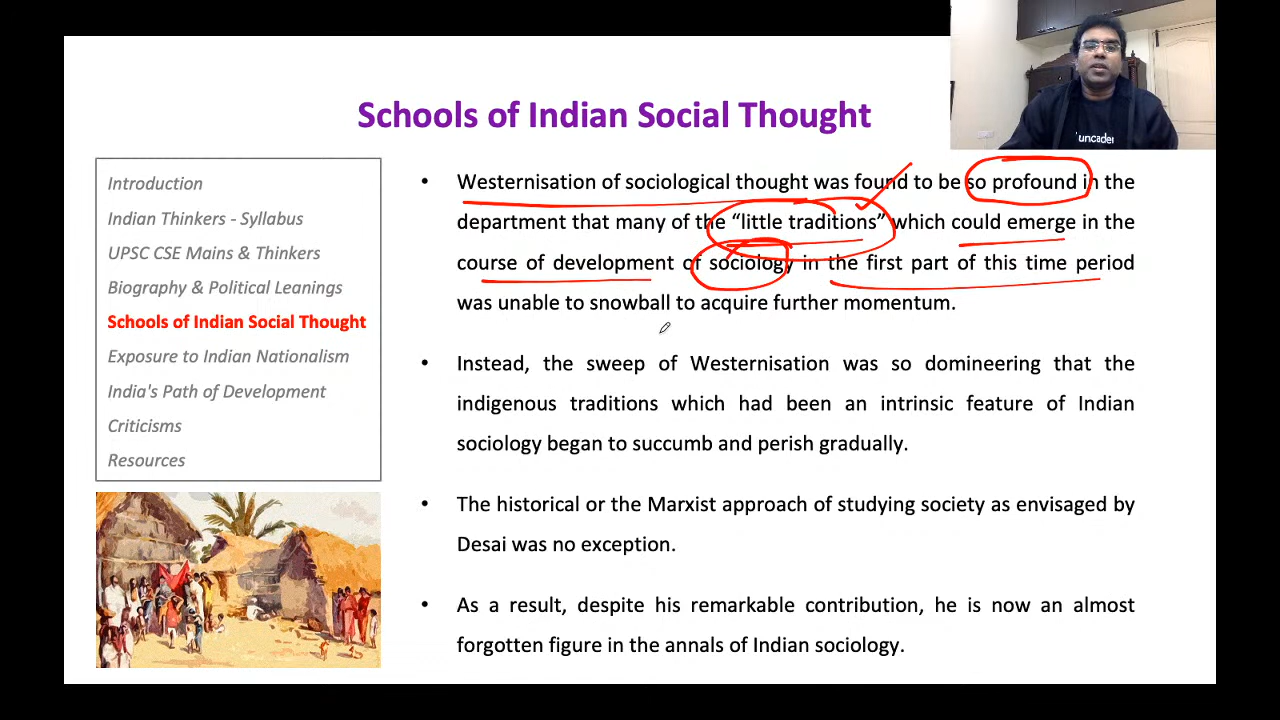 uncader
Schools of Indian Social Thought
Introduction
Indian Thinkers - Syllabus
UPSC CSE Mains & Thinkers
Biography & Political Leanings
Schools of Indian Social Thought
Exposure to Indian Nationalism
India's Path of Development
Criticisms
Resources
• Westernisation of sociological thought was found to be so profound in the
department that many of the “little traditions” which could emerge in the
course of development of sociology in the first part of this time period
was unable to snowball to acquire further momentum.
• Instead, the sweep of Westernisation was so domineering that the
indigenous traditions which had been an intrinsic feature of Indian
sociology began to succumb and perish gradually.
• The historical or the Marxist approach of studying society as envisaged by
Desai was no exception.
• As a result, despite his remarkable contribution, he is now an almost
forgotten figure in the annals of Indian sociology.